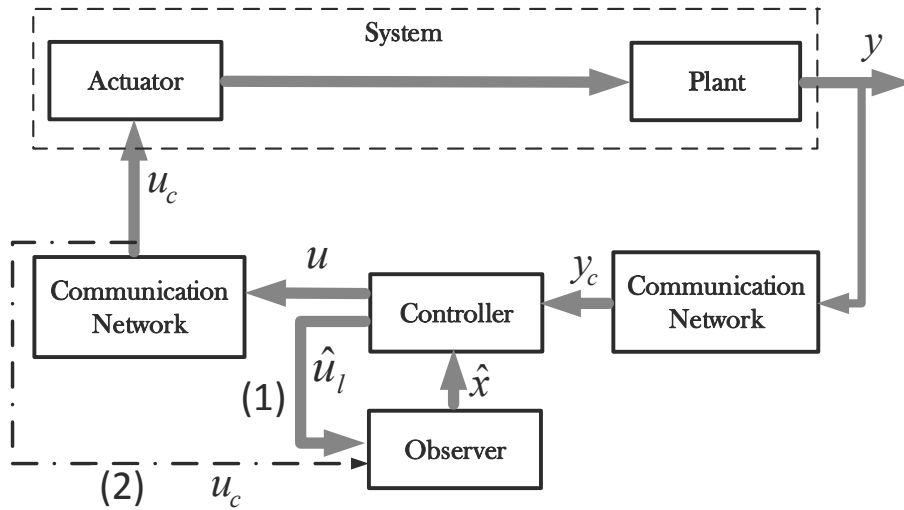 System
y
Actuator
Plant
u_c
u
y_c
Communication
Network
Controller
Communication
Network
û_l
x̂
(1)
Observer
(2)
u_c